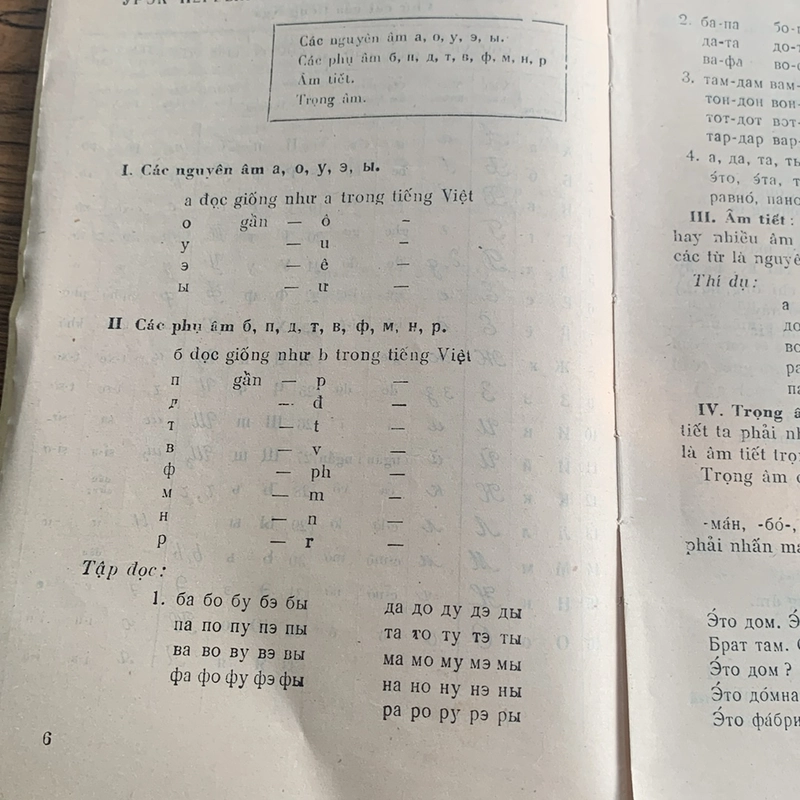 Các nguyên âm а, о, у, э, ы.
Các phụ âm б, п, д, т, в, ф, м, н, р
Âm tiết.
Trọng âm.
I. Các nguyên âm а, о, у, э, ы.
а đọc giống như a trong tiếng Việt
о gần — ô —
у — u —
э — ê —
ы — ư —
II Các phụ âm б, п, д, т, в, ф, м, н, р.
б đọc giống như b trong tiếng Việt
п gần — p —
д — đ —
т — t —
в — v —
ф — ph —
м — m —
н — n —
р — r —
Tập đọc:
1. ба бо бу бэ бы да до ду дэ ды
па по пу пэ пы та то ту тэ ты
ва во ву вэ вы ма мо му мэ мы
фа фо фу фэ фы на но ну нэ ны
ра ро ру рэ ры
6
2. ба-па
да-та
ва-фа
3. там-дам вам-
тон-дон вон-
тот-дот вэт-
тар-дар вар-
4. а, да, та,
э́то, э́та,
равно́,
III. Âm tiết:
hay nhiều âm
các từ là
Thí dụ:
а
IV. Trọng
tiết ta phải
là âm tiết
Trọng âm
-ма́н, -бо́-,
phải nhấn
Э́то дом.
Брат там.
Э́то дом?
Э́то до́мна
Э́то